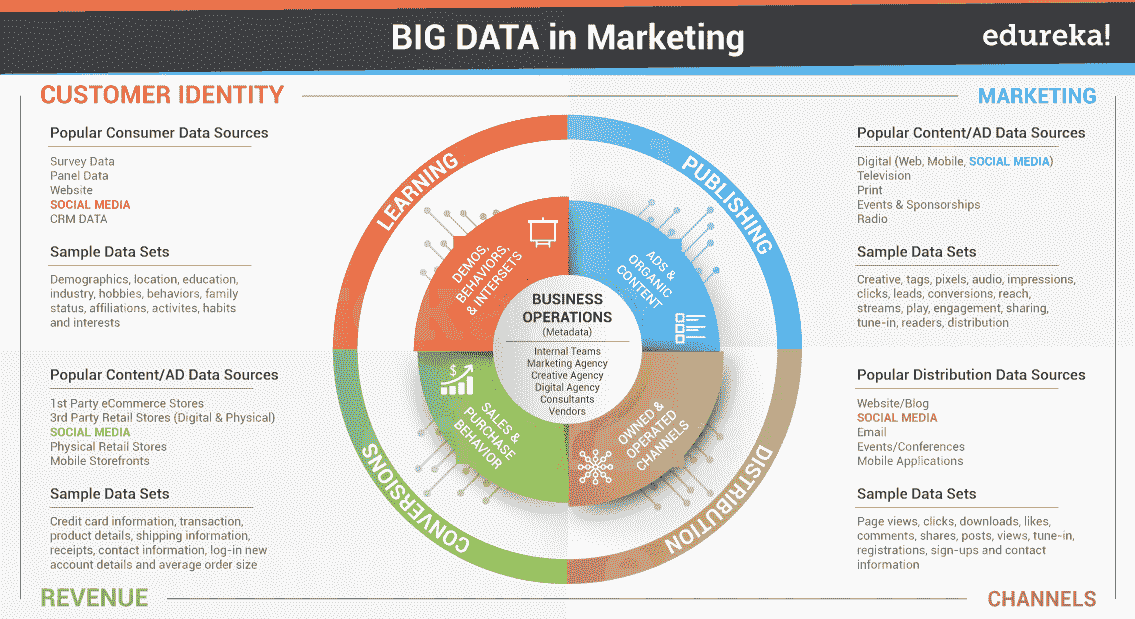 BIG DATA in Marketing
edureka!
CUSTOMER IDENTITY
Popular Consumer Data Sources
Survey Data
Panel Data
Website
SOCIAL MEDIA
CRM DATA
Sample Data Sets
Demographics, location, education,
industry, hobbies, behaviors, family
status, affiliations, activites, habits
and interests
MARKETING
Popular Content/AD Data Sources
Digital (Web, Mobile, SOCIAL MEDIA)
Television
Print
Events & Sponsorships
Radio
Sample Data Sets
Creative, tags, pixels, audio, impressions,
clicks, leads, conversions, reach,
streams, play, engagement, sharing,
tune-in, readers, distribution
LEARNING
PUBLISHING
DEMOS,
BEHAVIORS,
& INTERSETS
ADS &
ORGANIC
CONTENT
BUSINESS
OPERATIONS
(Metadata)
Internal Teams
Marketing Agency
Creative Agency
Digital Agency
Consultants
Vendors
$
SALES &
PURCHASE
BEHAVIOR
OWNED &
OPERATED
CHANNELS
CONVERSIONS
DISTRIBUTION
Popular Content/AD Data Sources
1st Party eCommerce Stores
3rd Party Retail Stores (Digital & Physical)
SOCIAL MEDIA
Physical Retail Stores
Mobile Storefronts
Sample Data Sets
Credit card information, transaction,
product details, shipping information,
receipts, contact information, log-in new
account details and average order size
REVENUE
Popular Distribution Data Sources
Website/Blog
SOCIAL MEDIA
Email
Events/Conferences
Mobile Applications
Sample Data Sets
Page views, clicks, downloads, likes,
comments, shares, posts, views, tune-in,
registrations, sign-ups and contact
information
CHANNELS